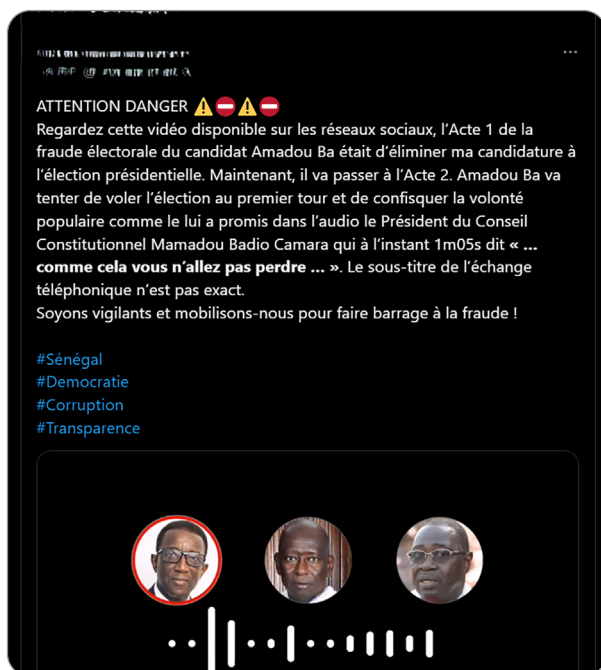 ATTENTION DANGER ⚠️⛔⚠️⛔
Regardez cette vidéo disponible sur les réseaux sociaux, l'Acte 1 de la
fraude électorale du candidat Amadou Ba était d'éliminer ma candidature à
l'élection présidentielle. Maintenant, il va passer à l'Acte 2. Amadou Ba va
tenter de voler l'élection au premier tour et de confisquer la volonté
populaire comme le lui a promis dans l'audio le Président du Conseil
Constitutionnel Mamadou Badio Camara qui à l'instant 1m05s dit « ...
comme cela vous n'allez pas perdre ... ». Le sous-titre de l'échange
téléphonique n'est pas exact.
Soyons vigilants et mobilisons-nous pour faire barrage à la fraude !
#Sénégal
#Democratie
#Corruption
#Transparence